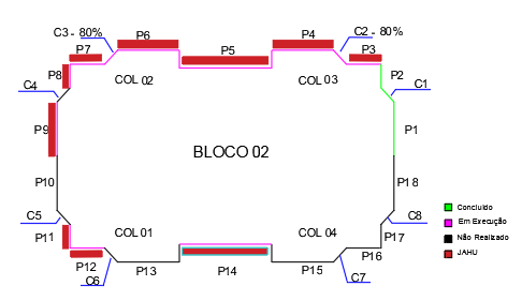 C3 - 80%
P6
P4
C2 - 80%
P7
P5
P3
P8
COL 02
COL 03
P2
C4
C1
P9
P1
BLOCO 02
P10
P18
C5
C8
P11
COL 01
COL 04
P17
P12
P13
P14
P15
P16
C6
C7
Concluído
Em Execução
Não Realizado
JAHU